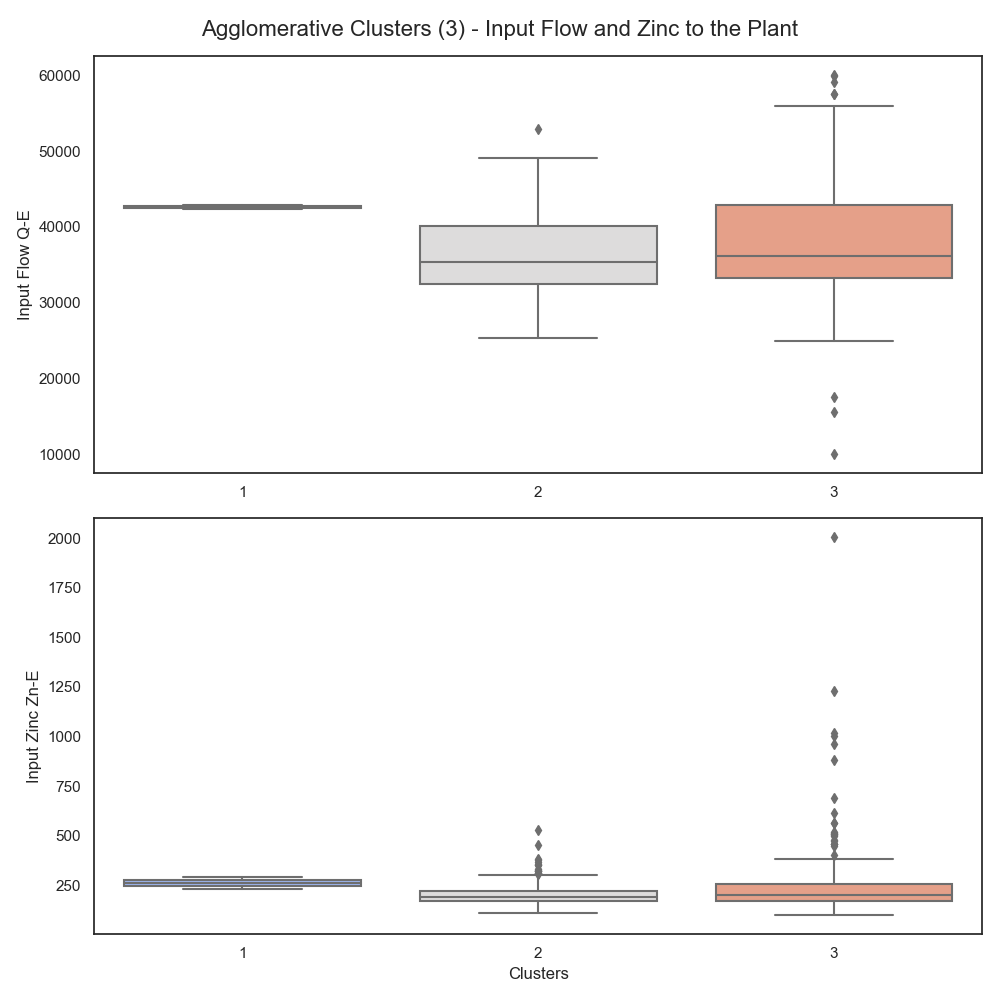 Agglomerative Clusters (3) - Input Flow and Zinc to the Plant
Input Flow Q-E
60000
50000
40000
30000
20000
10000
1 2 3
Input Zinc Zn-E
2000
1750
1500
1250
1000
750
500
250
1 2 3
Clusters